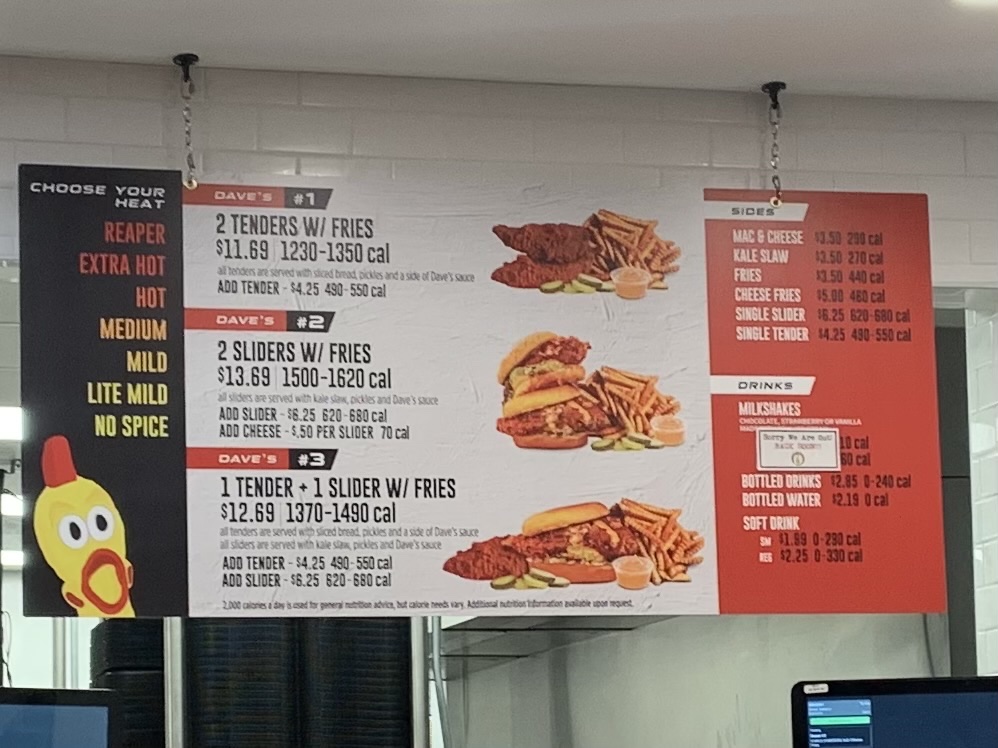 CHOOSE YOUR
HEAT
REAPER
EXTRA HOT
HOT
MEDIUM
MILD
LITE MILD
NO SPICE
DAVE'S #1
2 TENDERS W/ FRIES
$11.69 1230-1350 cal
all tenders are served with sliced bread, pickles and a side of Dave's sauce
ADD TENDER - $4.25 490-550 cal
DAVE'S #2
2 SLIDERS W/ FRIES
$13.69 1500-1620 cal
all sliders are served with kale slaw, pickles and Dave's sauce
ADD SLIDER - $6.25 620-680 cal
ADD CHEESE - $.50 PER SLIDER 70 cal
DAVE'S #3
1 TENDER + 1 SLIDER W/ FRIES
$12.69 1370-1490 cal
all tenders are served with sliced bread, pickles and a side of Dave's sauce
all sliders are served with kale slaw, pickles and Dave's sauce
ADD TENDER - $4.25 490-550 cal
ADD SLIDER - $6.25 620-680 cal
2,000 calories a day is used for general nutrition advice, but calorie needs vary. Additional nutrition information available upon request.
SIDES
MAC & CHEESE $3.50 290 cal
KALE SLAW $3.50 270 cal
FRIES $3.50 440 cal
CHEESE FRIES $5.00 460 cal
SINGLE SLIDER $6.25 620-680 cal
SINGLE TENDER $4.25 490-550 cal
DRINKS
MILKSHAKES
CHOCOLATE, STRAWBERRY OR VANILLA
Sorry We Are Out!
10 cal
60 cal
BOTTLED DRINKS $2.85 0-240 cal
BOTTLED WATER $2.19 0 cal
SOFT DRINK
SM $1.89 0-290 cal
REG $2.25 0-330 cal